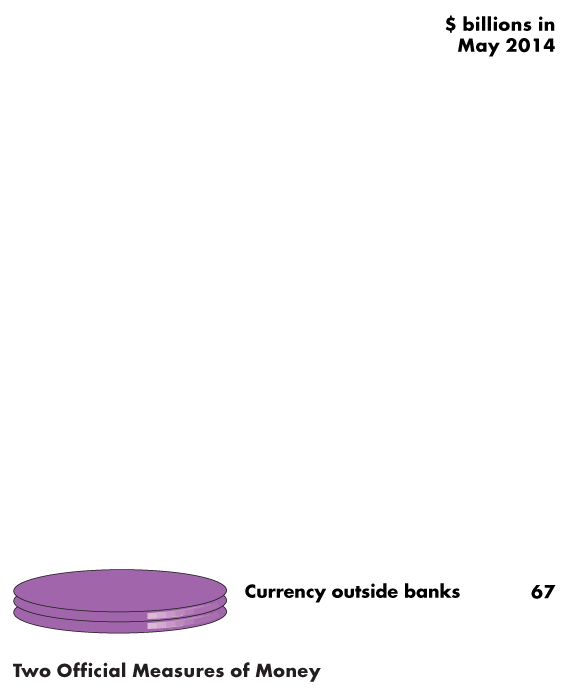 $ billions in
May 2014
Currency outside banks 67
Two Official Measures of Money